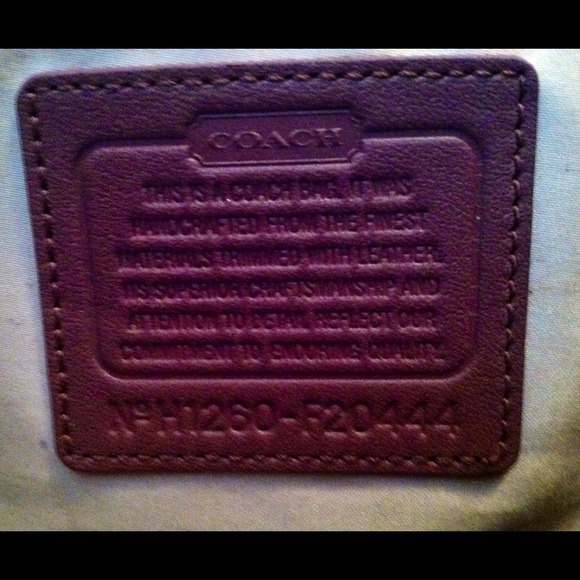 COACH
THIS IS A COACH BAG. IT WAS
HANDCRAFTED FROM THE FINEST
MATERIALS TRIMMED WITH LEATHER.
ITS SUPERIOR CRAFTSMANSHIP AND
ATTENTION TO DETAIL REFLECT OUR
COMMITMENT TO ENDURING QUALITY.
Nº H1260-F20444